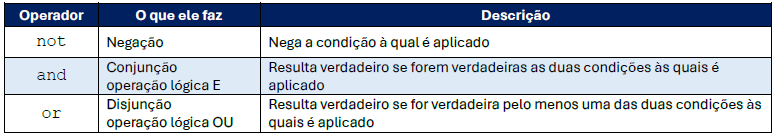 Operador O que ele faz Descrição
not Negação Nega a condição à qual é aplicado
and Conjunção Resulta verdadeiro se forem verdadeiras as duas condições às quais é
operação lógica E aplicado
or Disjunção Resulta verdadeiro se for verdadeira pelo menos uma das duas condições às
operação lógica OU quais é aplicado